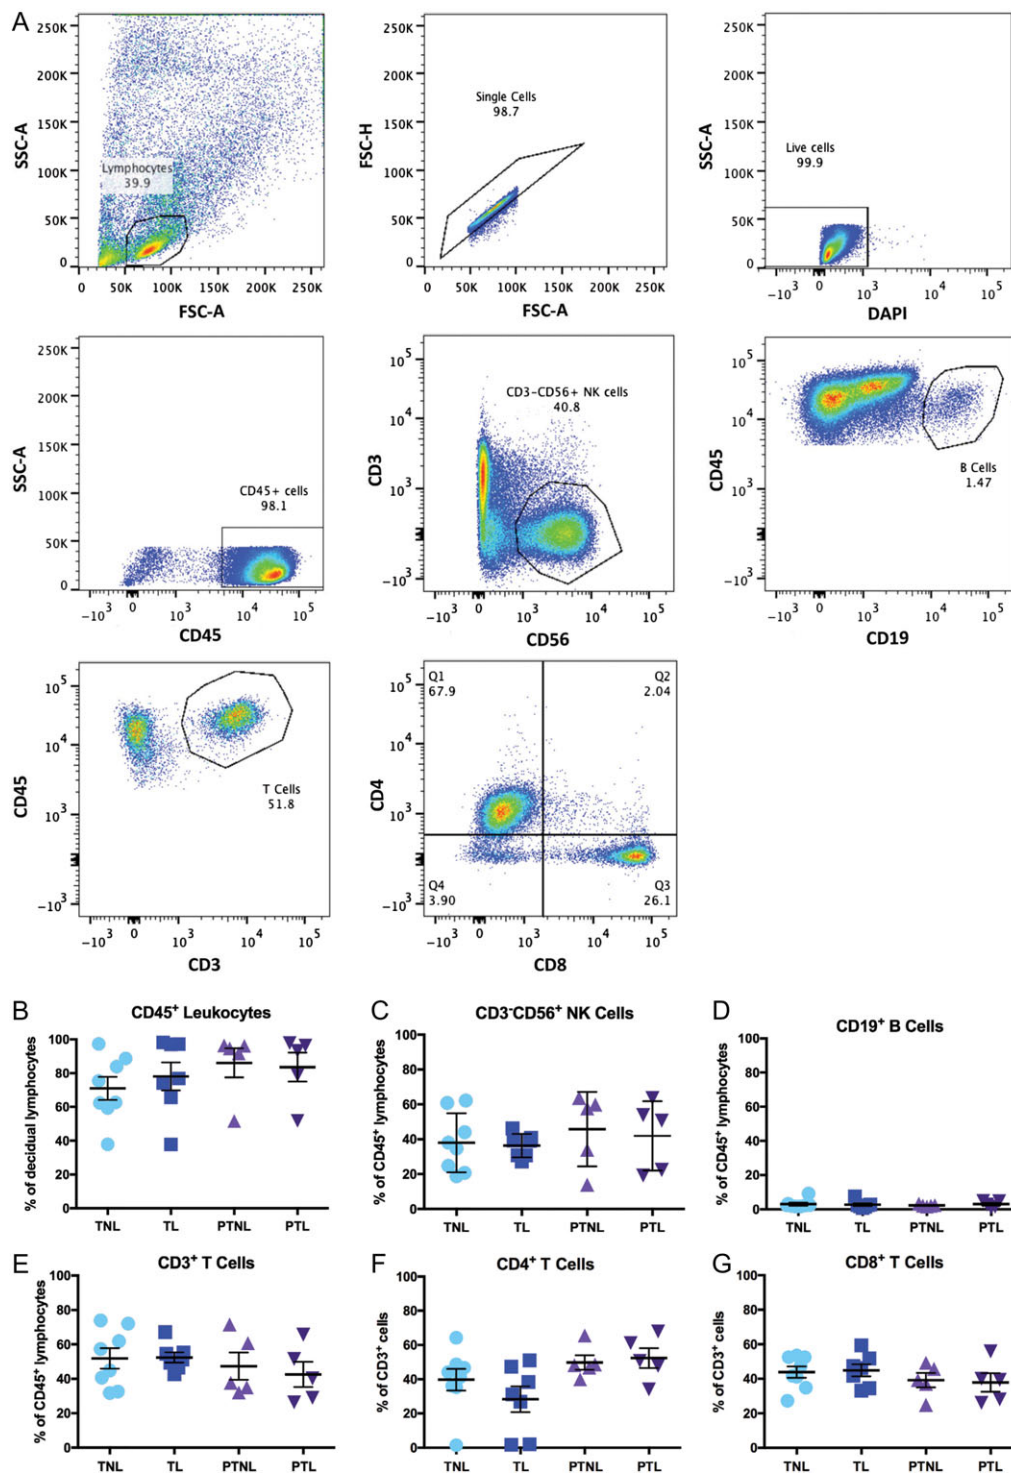 A
SSC-A
250K
200K
150K
100K
50K
0
Lymphocytes
39.9
0 50K 100K 150K 200K 250K
FSC-A
FSC-H
250K
200K
150K
100K
50K
0
Single Cells
98.7
0 50K 100K 150K 200K 250K
FSC-A
SSC-A
250K
200K
150K
100K
50K
0
Live cells
99.9
−10³ 0 10³ 10⁴ 10⁵
DAPI
SSC-A
250K
200K
150K
100K
50K
0
CD45+ cells
98.1
−10³ 0 10³ 10⁴ 10⁵
CD45
CD3
10⁵
10⁴
10³
0
−10³
CD3−CD56+ NK cells
40.8
−10³ 0 10³ 10⁴ 10⁵
CD56
CD45
10⁵
10⁴
10³
0
−10³
B Cells
1.47
−10³ 0 10³ 10⁴ 10⁵
CD19
CD45
10⁵
10⁴
10³
0
−10³
T Cells
51.8
−10³ 0 10³ 10⁴ 10⁵
CD3
CD4
10⁵
10⁴
10³
0
−10³
Q1
67.9
Q2
2.04
Q4
3.90
Q3
26.1
−10³ 0 10³ 10⁴ 10⁵
CD8
B
CD45⁺ Leukocytes
% of decidual lymphocytes
100
80
60
40
20
0
TNL TL PTNL PTL
C
CD3⁻CD56⁺ NK Cells
% of CD45⁺ lymphocytes
100
80
60
40
20
0
TNL TL PTNL PTL
D
CD19⁺ B Cells
% of CD45⁺ lymphocytes
100
80
60
40
20
0
TNL TL PTNL PTL
E
CD3⁺ T Cells
% of CD45⁺ lymphocytes
100
80
60
40
20
0
TNL TL PTNL PTL
F
CD4⁺ T Cells
% of CD3⁺ cells
100
80
60
40
20
0
TNL TL PTNL PTL
G
CD8⁺ T Cells
% of CD3⁺ cells
100
80
60
40
20
0
TNL TL PTNL PTL